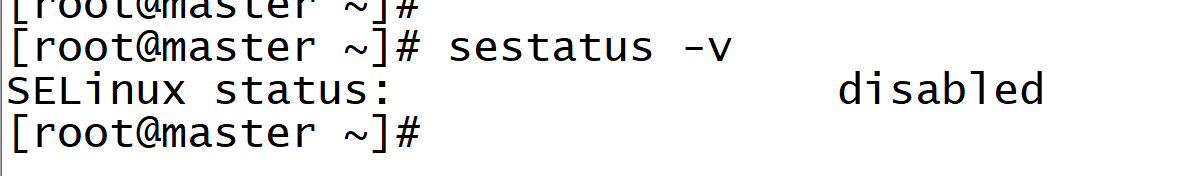 [root@master ~]#
[root@master ~]# sestatus -v
SELinux status:                 disabled
[root@master ~]#